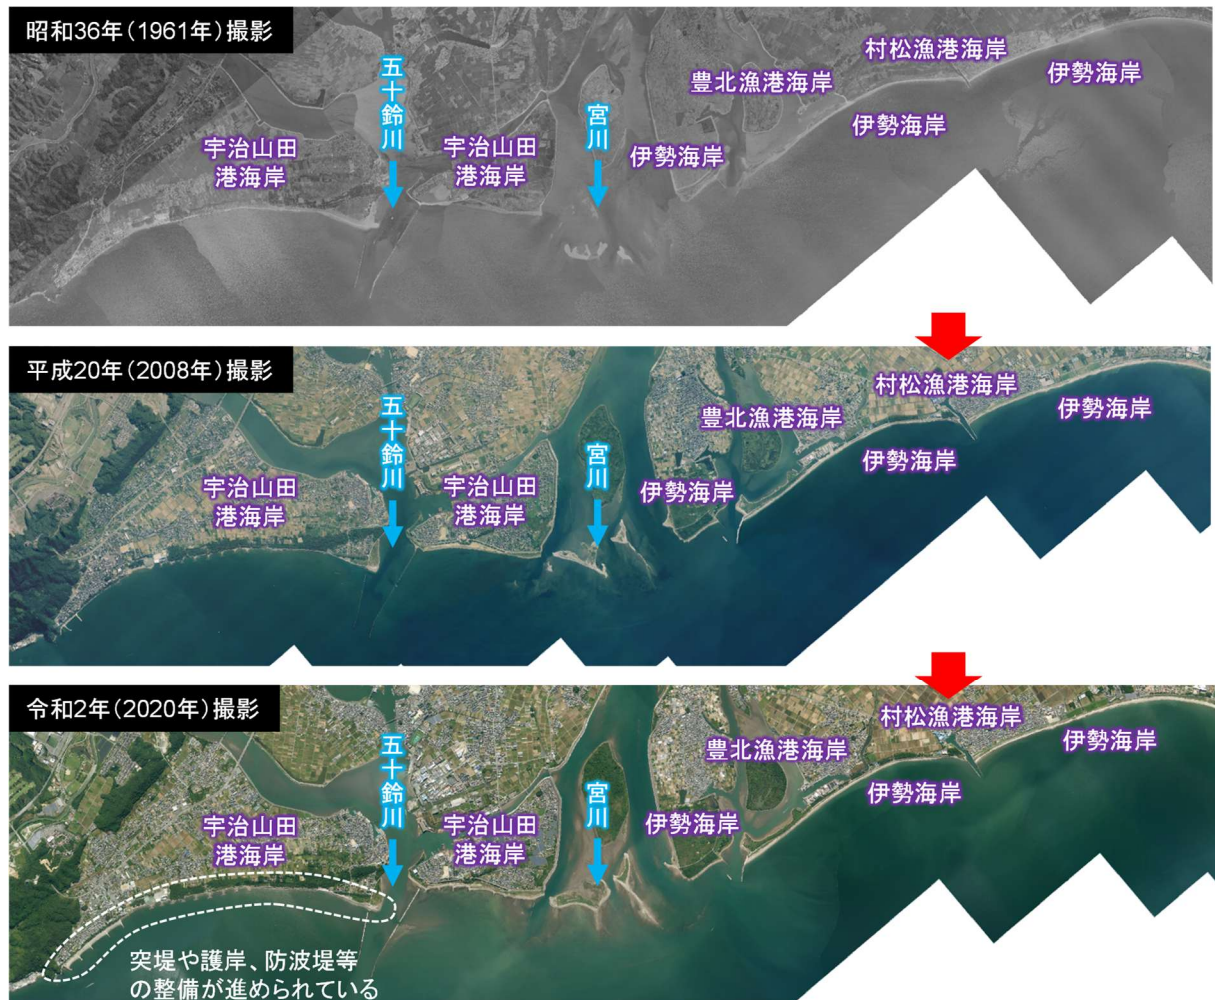 昭和36年（1961年）撮影
五十鈴川
宮川
宇治山田
港海岸
宇治山田
港海岸
伊勢海岸
豊北漁港海岸
村松漁港海岸
伊勢海岸
伊勢海岸
平成20年（2008年）撮影
五十鈴川
宮川
宇治山田
港海岸
宇治山田
港海岸
伊勢海岸
豊北漁港海岸
村松漁港海岸
伊勢海岸
伊勢海岸
令和2年（2020年）撮影
五十鈴川
宮川
宇治山田
港海岸
宇治山田
港海岸
伊勢海岸
豊北漁港海岸
村松漁港海岸
伊勢海岸
伊勢海岸
突堤や護岸、防波堤等
の整備が進められている